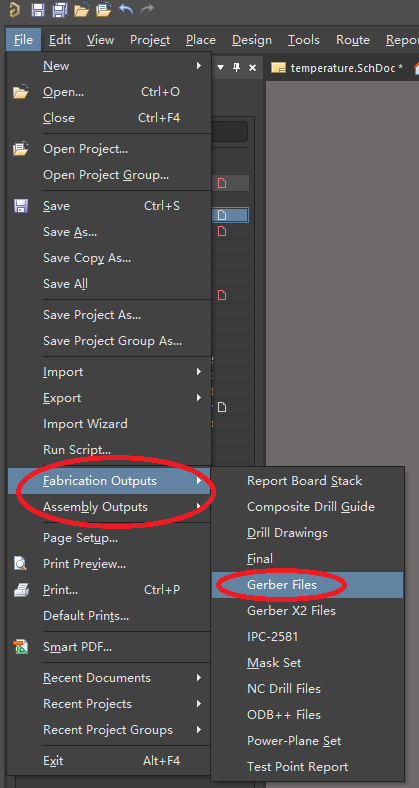 File Edit View Project Place Design Tools Route Repor
temperature.SchDoc *
New
Open... Ctrl+O
Close Ctrl+F4
Open Project...
Open Project Group...
Save Ctrl+S
Save As...
Save Copy As...
Save All
Save Project As...
Save Project Group As...
Import
Export
Import Wizard
Run Script...
Fabrication Outputs
Assembly Outputs
Page Setup...
Print Preview...
Print... Ctrl+P
Default Prints...
Smart PDF...
Recent Documents
Recent Projects
Recent Project Groups
Exit Alt+F4
Report Board Stack
Composite Drill Guide
Drill Drawings
Final
Gerber Files
Gerber X2 Files
IPC-2581
Mask Set
NC Drill Files
ODB++ Files
Power-Plane Set
Test Point Report